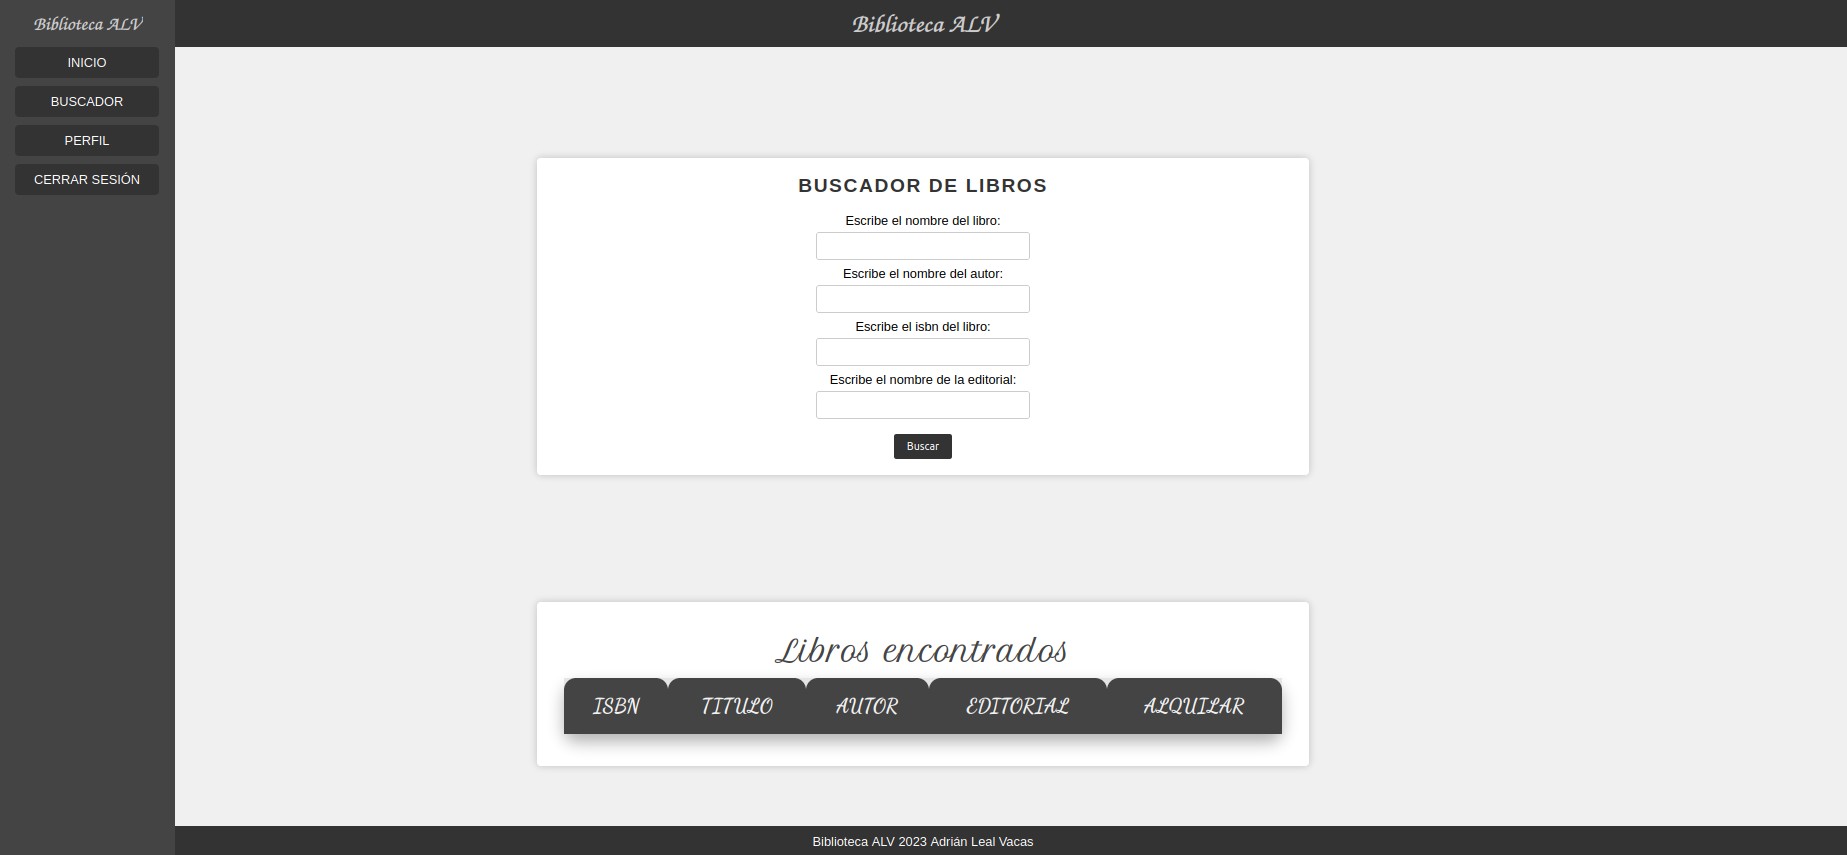 Biblioteca ALV
INICIO
BUSCADOR
PERFIL
CERRAR SESIÓN
Biblioteca ALV
BUSCADOR DE LIBROS
Escribe el nombre del libro:
Escribe el nombre del autor:
Escribe el isbn del libro:
Escribe el nombre de la editorial:
Buscar
Libros encontrados
ISBN TITULO AUTOR EDITORIAL ALQUILAR
Biblioteca ALV 2023 Adrián Leal Vacas